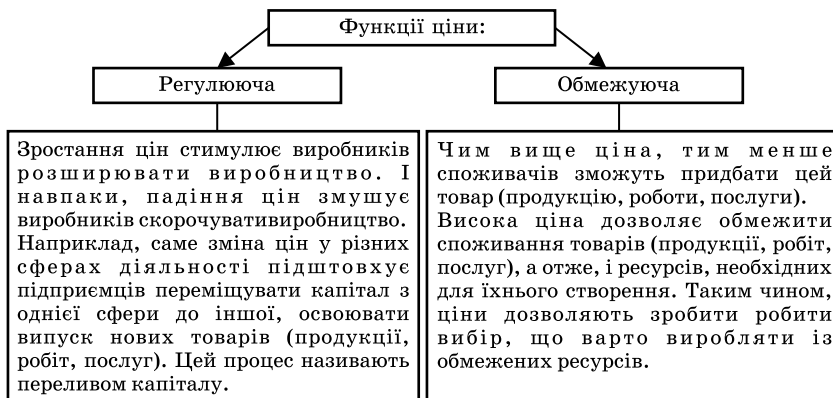 Функції ціни:
Регулююча
Обмежуюча
Зростання цін стимулює виробників
розширювати виробництво. І
навпаки, падіння цін змушує
виробників скорочувативиробництво.
Наприклад, саме зміна цін у різних
сферах діяльності підштовхує
підприємців переміщувати капітал з
однієї сфери до іншої, освоювати
випуск нових товарів (продукції,
робіт, послуг). Цей процес називають
переливом капіталу.
Чим вище ціна, тим менше
споживачів зможуть придбати цей
товар (продукцію, роботи, послуги).
Висока ціна дозволяє обмежити
споживання товарів (продукції, робіт,
послуг), а отже, і ресурсів, необхідних
для їхнього створення. Таким чином,
ціни дозволяють зробити робити
вибір, що варто виробляти із
обмежених ресурсів.